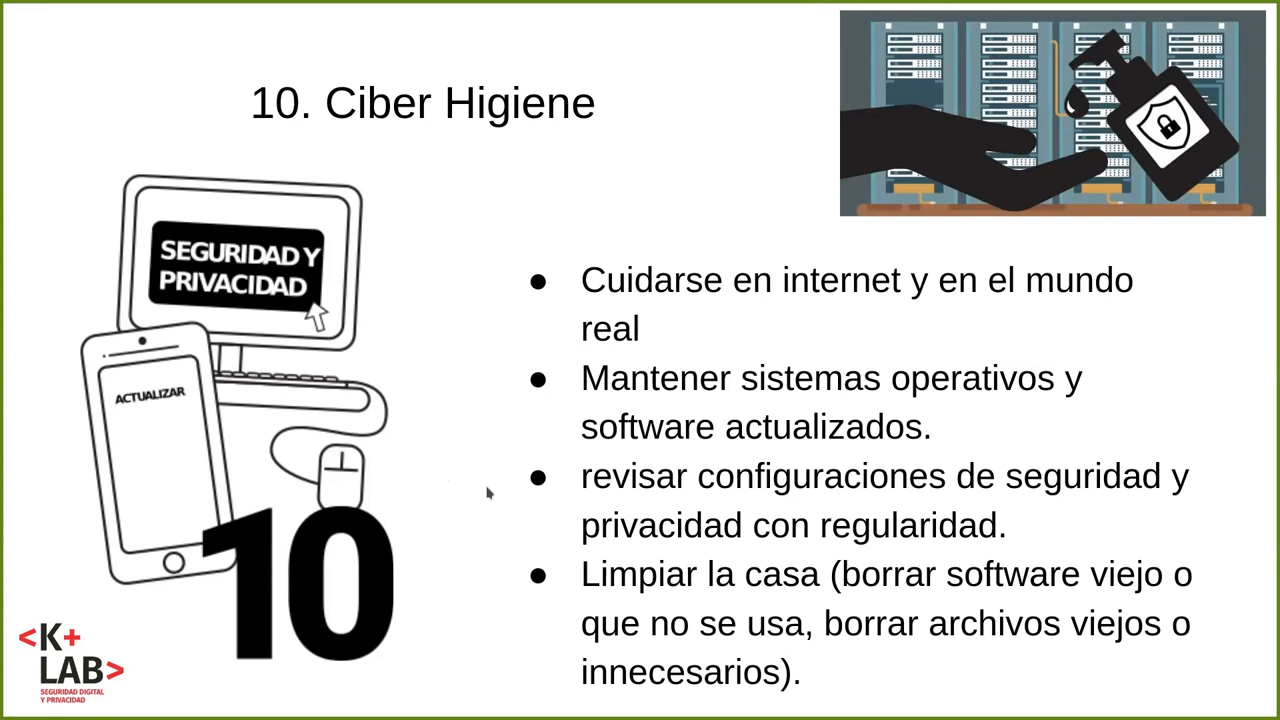 10. Ciber Higiene
SEGURIDAD Y
PRIVACIDAD
ACTUALIZAR
10
● Cuidarse en internet y en el mundo
real
● Mantener sistemas operativos y
software actualizados.
● revisar configuraciones de seguridad y
privacidad con regularidad.
● Limpiar la casa (borrar software viejo o
que no se usa, borrar archivos viejos o
innecesarios).
<K+
LAB>
SEGURIDAD DIGITAL
Y PRIVACIDAD